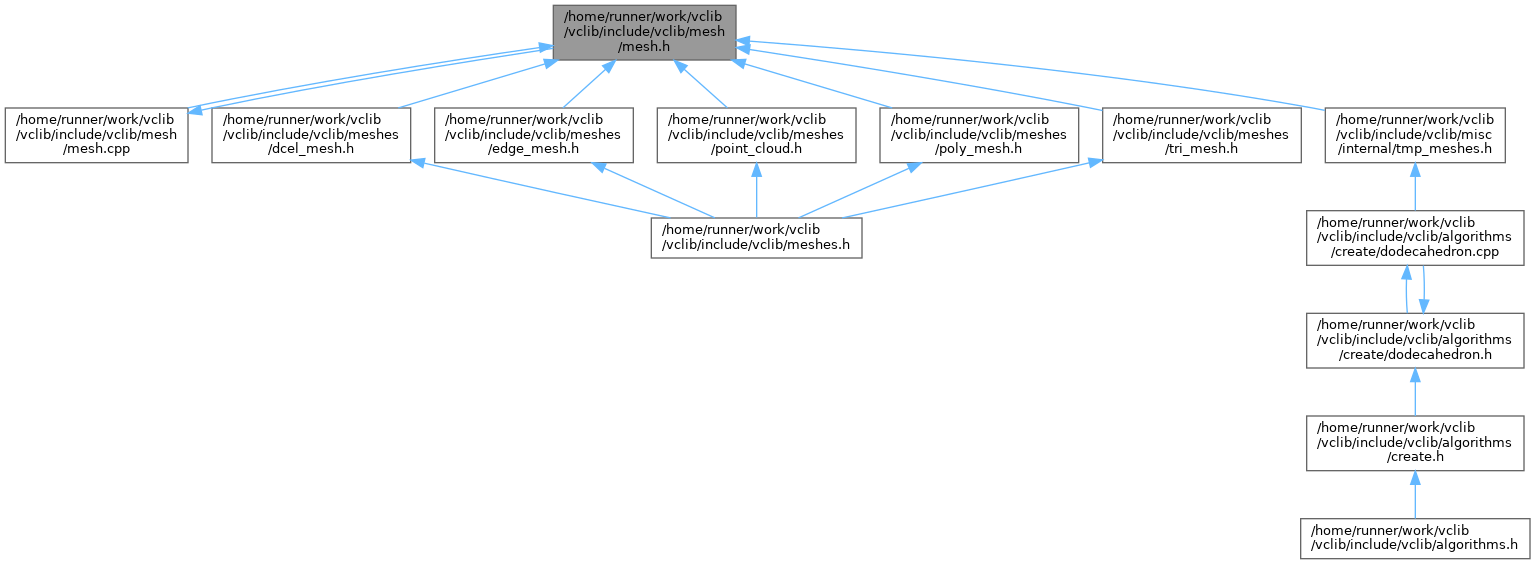 /home/runner/work/vclib
/vclib/include/vclib/mesh
/mesh.h
/home/runner/work/vclib
/vclib/include/vclib/mesh
/mesh.cpp
/home/runner/work/vclib
/vclib/include/vclib/meshes
/dcel_mesh.h
/home/runner/work/vclib
/vclib/include/vclib/meshes
/edge_mesh.h
/home/runner/work/vclib
/vclib/include/vclib/meshes
/point_cloud.h
/home/runner/work/vclib
/vclib/include/vclib/meshes
/poly_mesh.h
/home/runner/work/vclib
/vclib/include/vclib/meshes
/tri_mesh.h
/home/runner/work/vclib
/vclib/include/vclib/misc
/internal/tmp_meshes.h
/home/runner/work/vclib
/vclib/include/vclib/meshes.h
/home/runner/work/vclib
/vclib/include/vclib/algorithms
/create/dodecahedron.cpp
/home/runner/work/vclib
/vclib/include/vclib/algorithms
/create/dodecahedron.h
/home/runner/work/vclib
/vclib/include/vclib/algorithms
/create.h
/home/runner/work/vclib
/vclib/include/vclib/algorithms.h